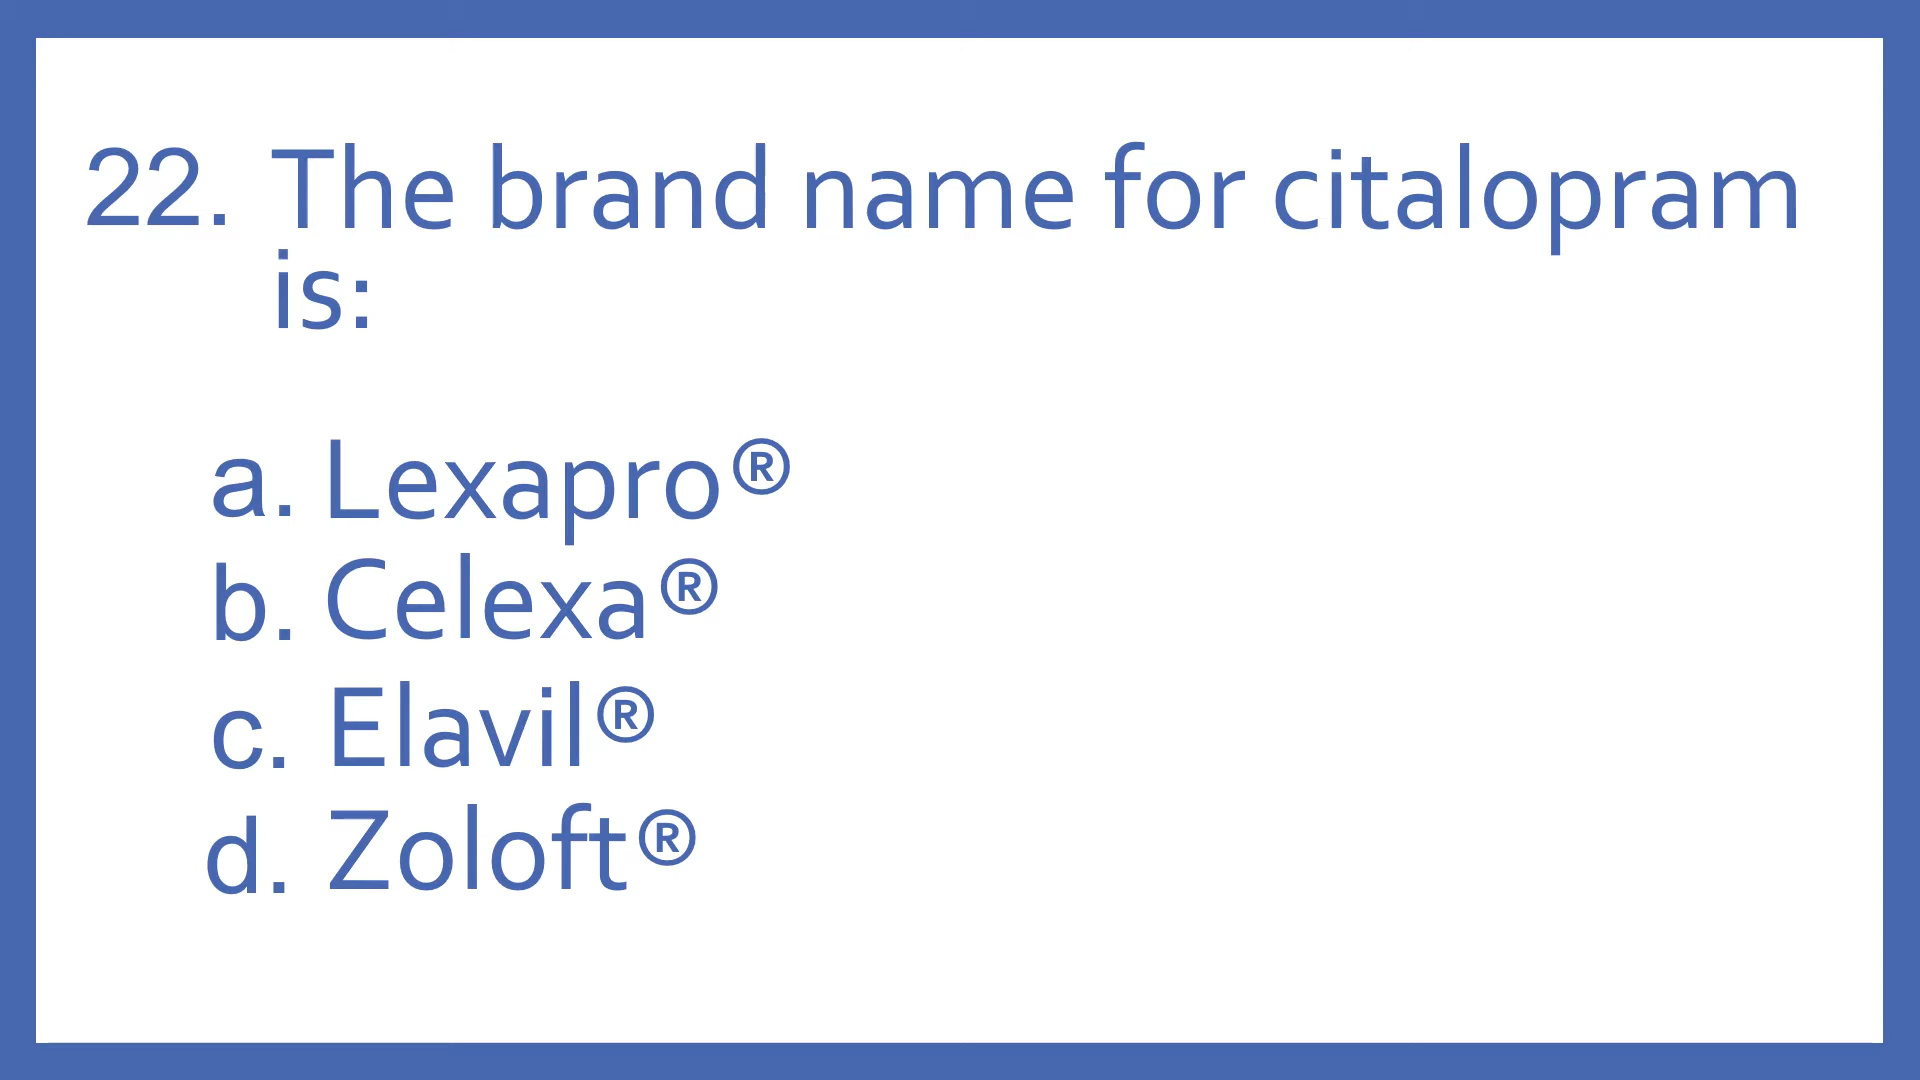 22. The brand name for citalopram
is:
a. Lexapro®
b. Celexa®
c. Elavil®
d. Zoloft®